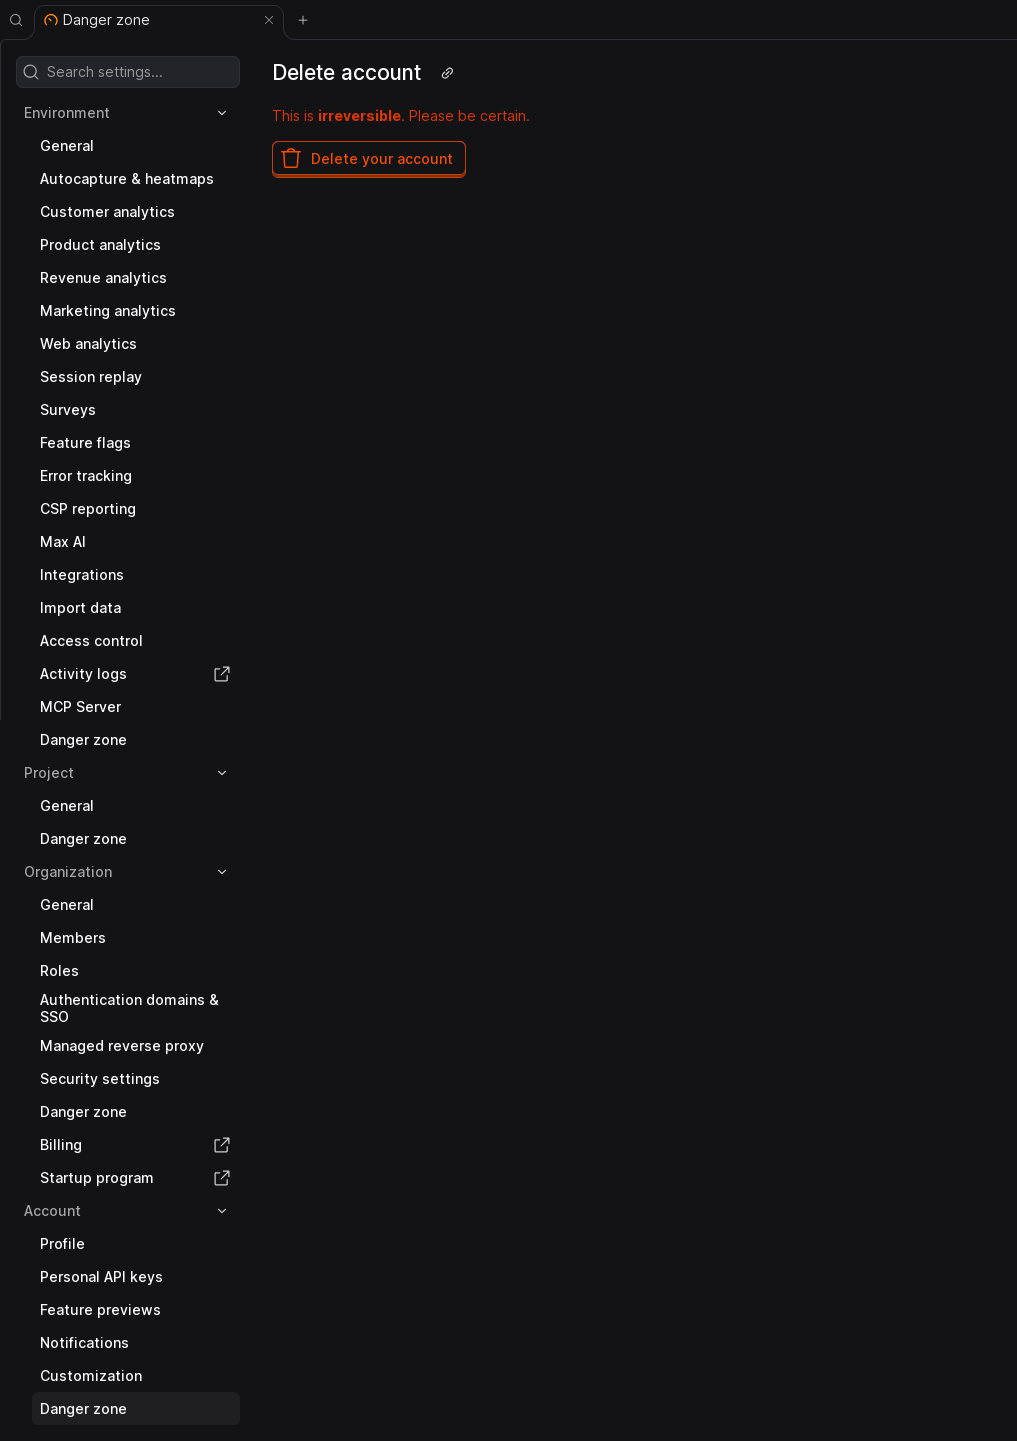 Danger zone
Search settings...
Environment
General
Autocapture & heatmaps
Customer analytics
Product analytics
Revenue analytics
Marketing analytics
Web analytics
Session replay
Surveys
Feature flags
Error tracking
CSP reporting
Max AI
Integrations
Import data
Access control
Activity logs
MCP Server
Danger zone
Project
General
Danger zone
Organization
General
Members
Roles
Authentication domains &
SSO
Managed reverse proxy
Security settings
Danger zone
Billing
Startup program
Account
Profile
Personal API keys
Feature previews
Notifications
Customization
Danger zone
Delete account
This is irreversible. Please be certain.
Delete your account